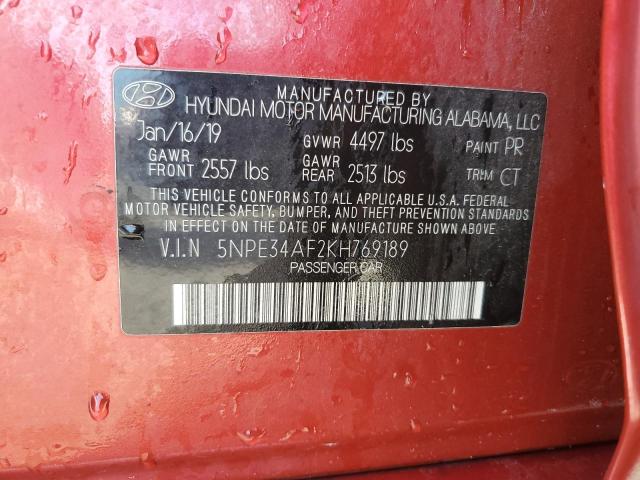 MANUFACTURED BY
HYUNDAI MOTOR MANUFACTURING ALABAMA, LLC
Jan/16/19 GVWR 4497 lbs PAINT PR
GAWR FRONT 2557 lbs GAWR REAR 2513 lbs TRIM CT
THIS VEHICLE CONFORMS TO ALL APPLICABLE U.S.A. FEDERAL
MOTOR VEHICLE SAFETY, BUMPER, AND THEFT PREVENTION STANDARDS
IN EFFECT ON THE DATE OF MANUFACTURE SHOWN ABOVE.
V.I.N 5NPE34AF2KH769189
PASSENGER CAR